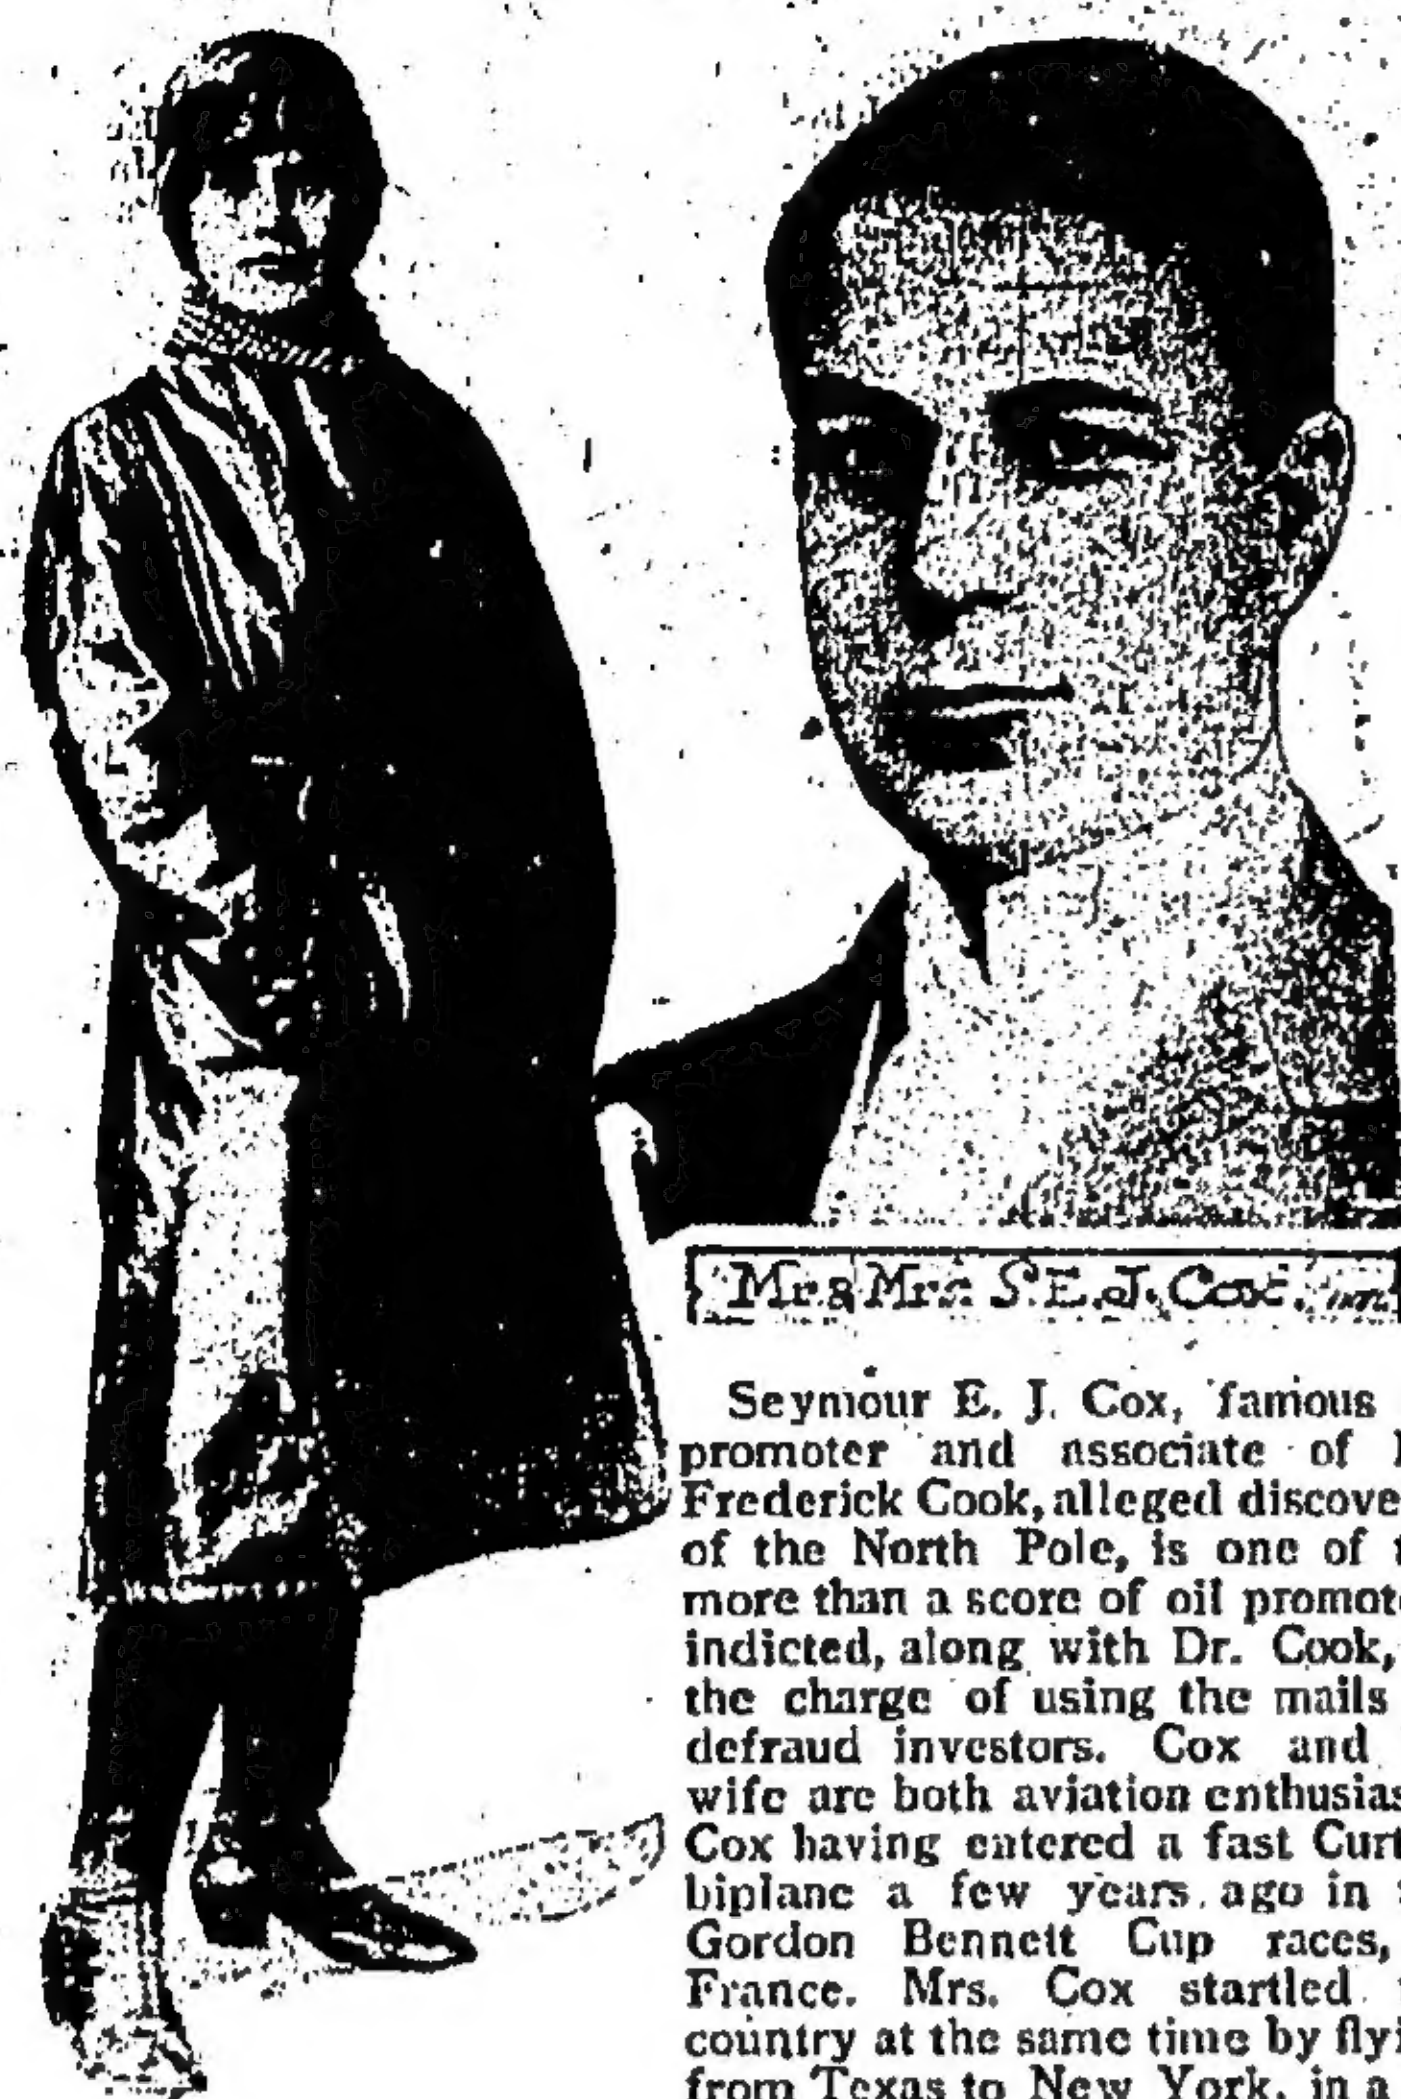 Mr. & Mrs. S. E. J. Cox.
Seymour E. J. Cox, famous
promoter and associate of
Frederick Cook, alleged discove
of the North Pole, is one of t
more than a score of oil promot
indicted, along with Dr. Cook,
the charge of using the mails
defraud investors. Cox and
wife are both aviation enthusias
Cox having entered a fast Curt
biplane a few years ago in
Gordon Bennett Cup races,
France. Mrs. Cox startled
country at the same time by flyi
from Texas to New York, in a